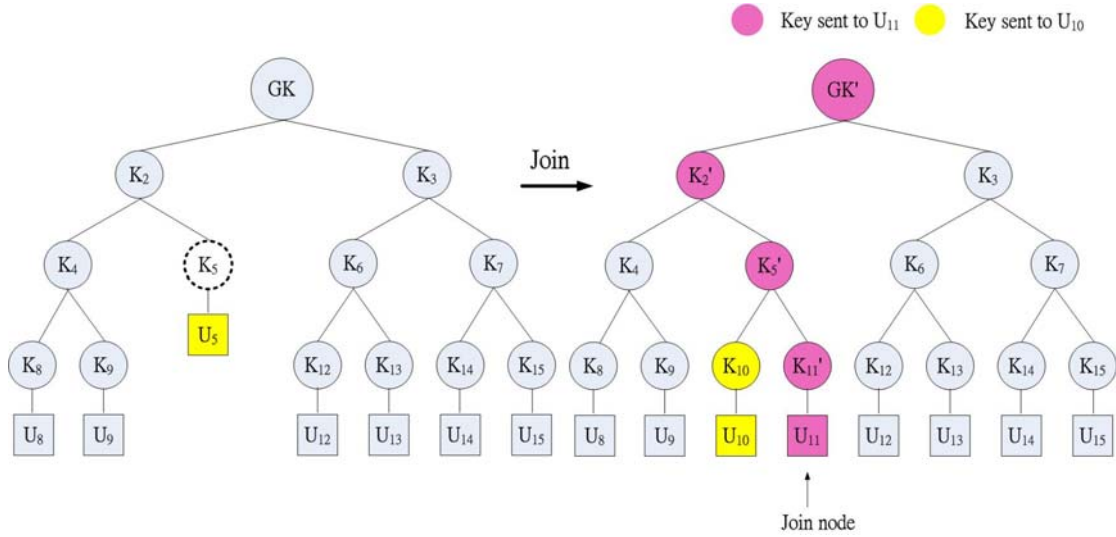 Key sent to U₁₁ Key sent to U₁₀
GK GK'
Join
K₂ K₃ K₂' K₃
K₄ K₅ K₆ K₇ K₄ K₅' K₆ K₇
U₅
K₈ K₉ K₁₂ K₁₃ K₁₄ K₁₅ K₈ K₉ K₁₀ K₁₁' K₁₂ K₁₃ K₁₄ K₁₅
U₈ U₉ U₁₂ U₁₃ U₁₄ U₁₅ U₈ U₉ U₁₀ U₁₁ U₁₂ U₁₃ U₁₄ U₁₅
Join node